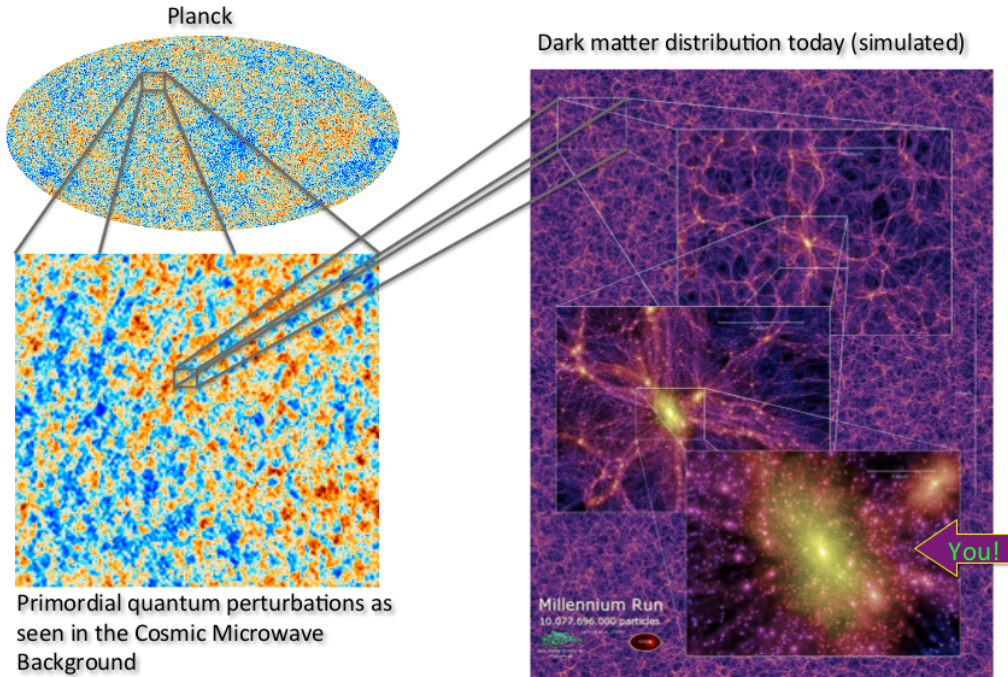 Planck
Dark matter distribution today (simulated)
You!
Primordial quantum perturbations as
seen in the Cosmic Microwave
Background
Millennium Run
10.077.696.000 particles